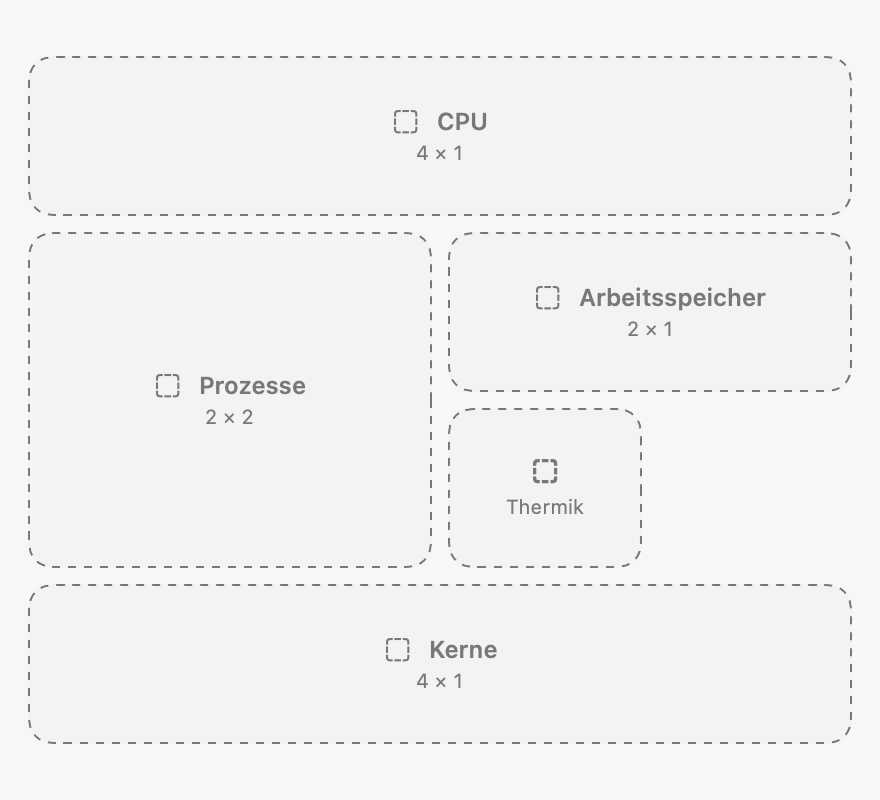 CPU
4 × 1
Prozesse
2 × 2
Arbeitsspeicher
2 × 1
Thermik
Kerne
4 × 1